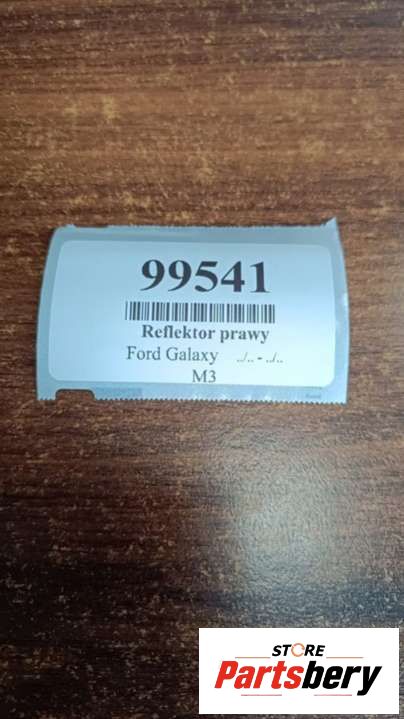 99541
Reflektor prawy
Ford Galaxy ../.. - ../..
M3
STORE
Partsbery